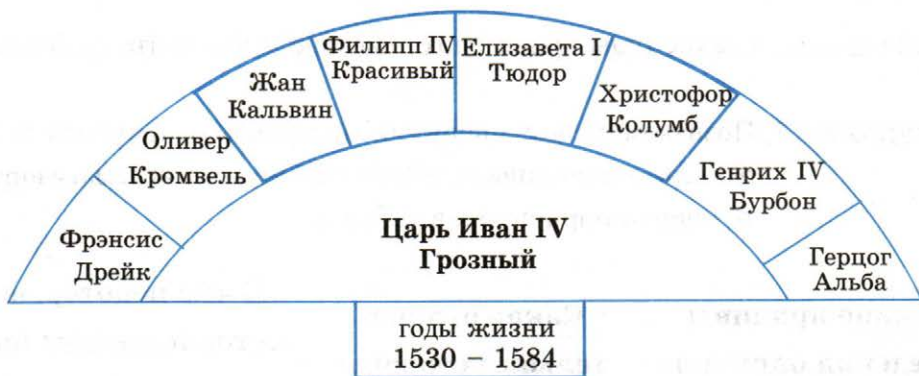 Филипп IV
Красивый
Елизавета I
Тюдор
Жан
Кальвин
Христофор
Колумб
Оливер
Кромвель
Генрих IV
Бурбон
Фрэнсис
Дрейк
Герцог
Альба
Царь Иван IV
Грозный
годы жизни
1530 – 1584